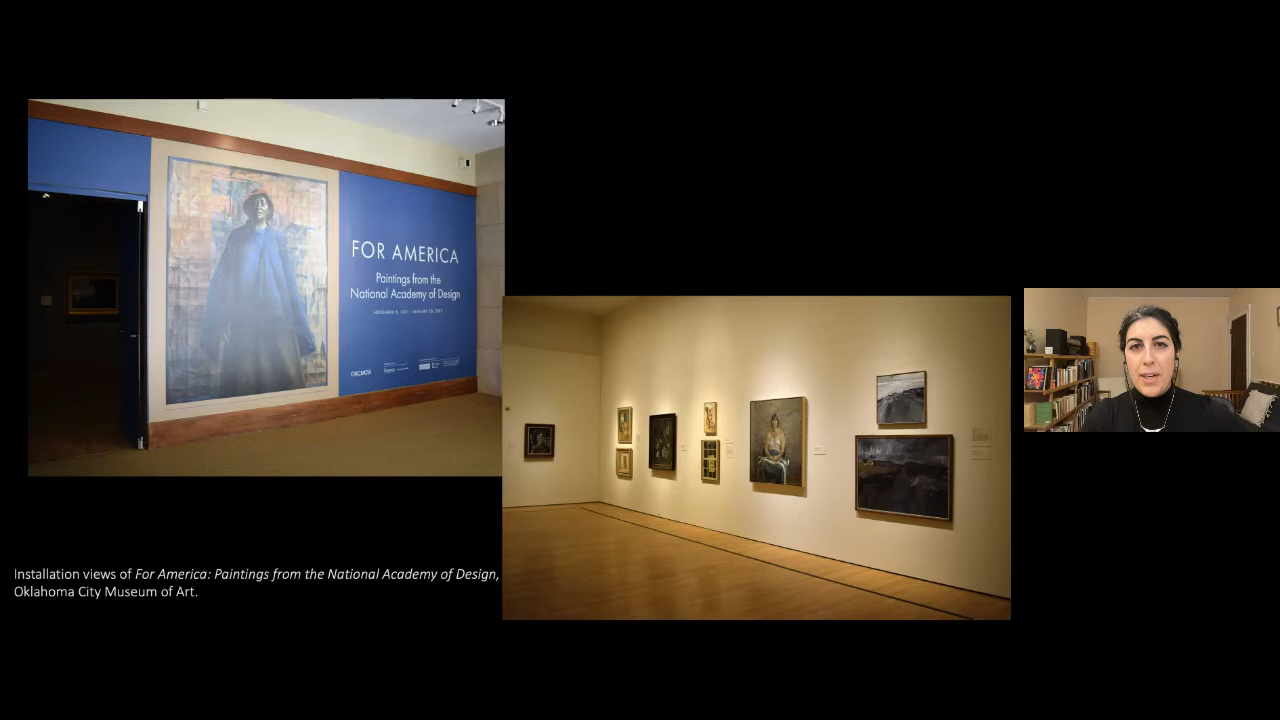 FOR AMERICA
Paintings from the
National Academy of Design
OKCMOA
Installation views of For America: Paintings from the National Academy of Design,
Oklahoma City Museum of Art.